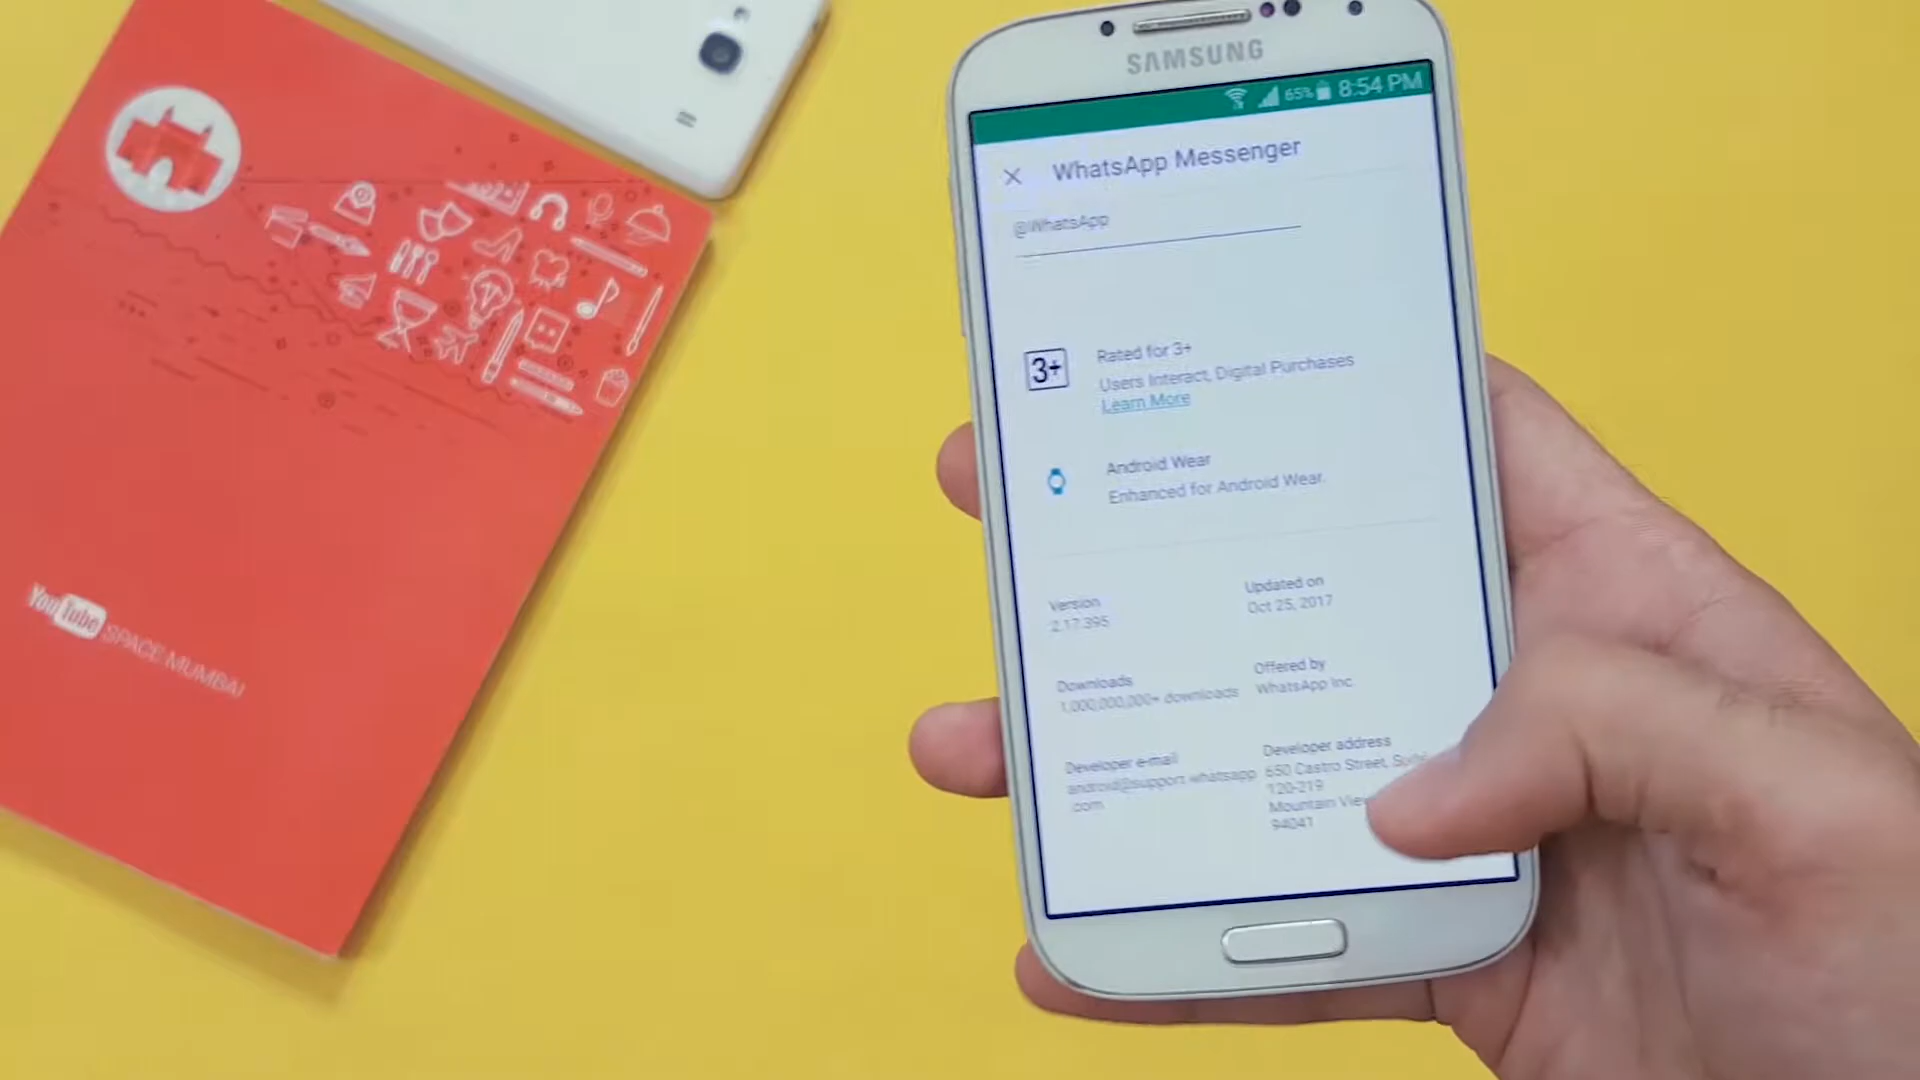 SAMSUNG
65% 8:54 PM
WhatsApp Messenger
@WhatsApp
3+
Rated for 3+
Users Interact, Digital Purchases
Learn More
Android Wear
Enhanced for Android Wear.
Version
2.17.395
Updated on
Oct 25, 2017
Downloads
1,000,000,000+ downloads
Offered by
WhatsApp Inc.
Developer e-mail
android@support.whatsapp
.com
Developer address
650 Castro Street,
120-219
Mountain
94041
YouTube SPACE MUMBAI